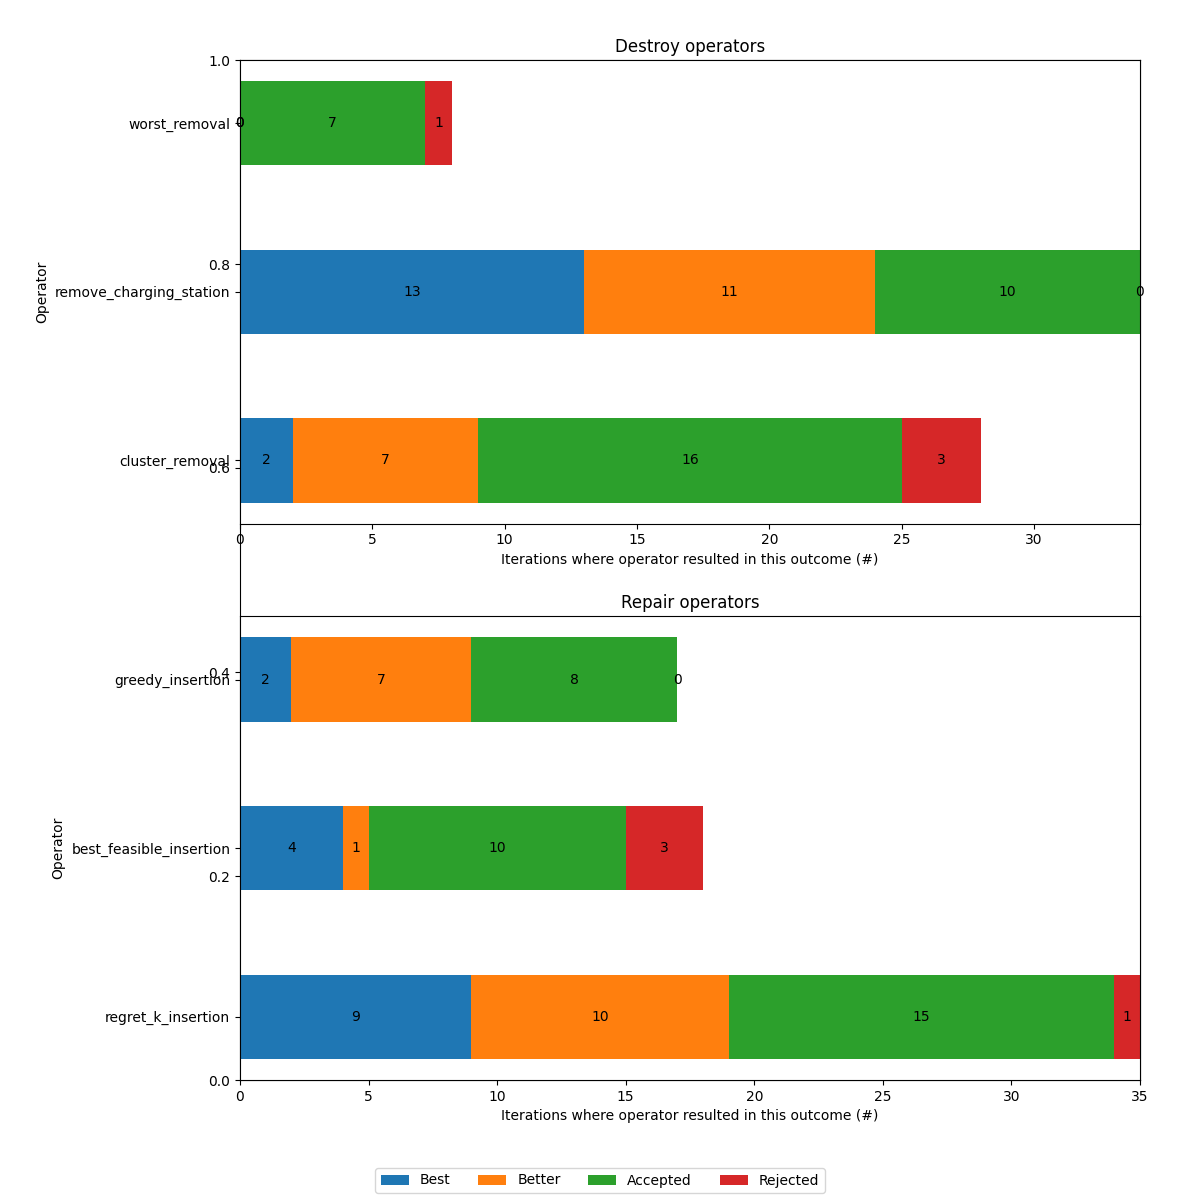 Destroy operators
1.0
worst_removal 0 7 1
0.8
Operator
remove_charging_station 13 11 10 0
cluster_removal 2 7 16 3
0.6
0 5 10 15 20 25 30
Iterations where operator resulted in this outcome (#)
Repair operators
0.4
greedy_insertion 2 7 8 0
Operator
best_feasible_insertion 4 1 10 3
0.2
regret_k_insertion 9 10 15 1
0.0
0 5 10 15 20 25 30 35
Iterations where operator resulted in this outcome (#)
Best Better Accepted Rejected